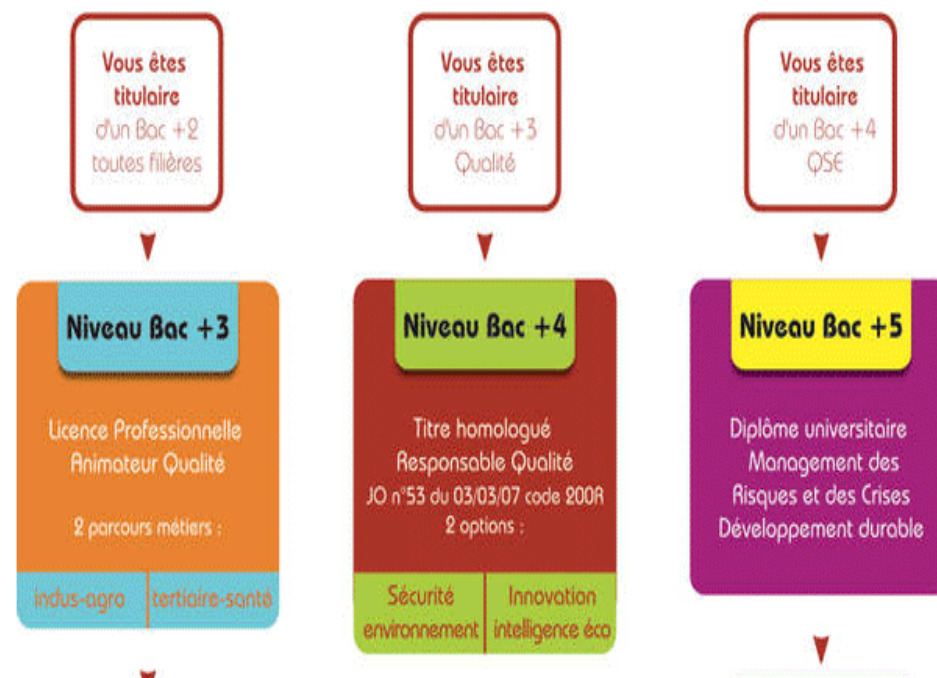 Vous êtes
titulaire
d'un Bac +2
toutes filières
Vous êtes
titulaire
d'un Bac +3
Qualité
Vous êtes
titulaire
d'un Bac +4
QSE
Niveau Bac +3
Licence Professionnelle
Animateur Qualité
2 parcours métiers :
indus-agro
tertiaire-santé
Niveau Bac +4
Titre homologué
Responsable Qualité
JO n°53 du 03/03/07 code 200R
2 options :
Sécurité
environnement
Innovation
intelligence éco
Niveau Bac +5
Diplôme universitaire
Management des
Risques et des Crises
Développement durable